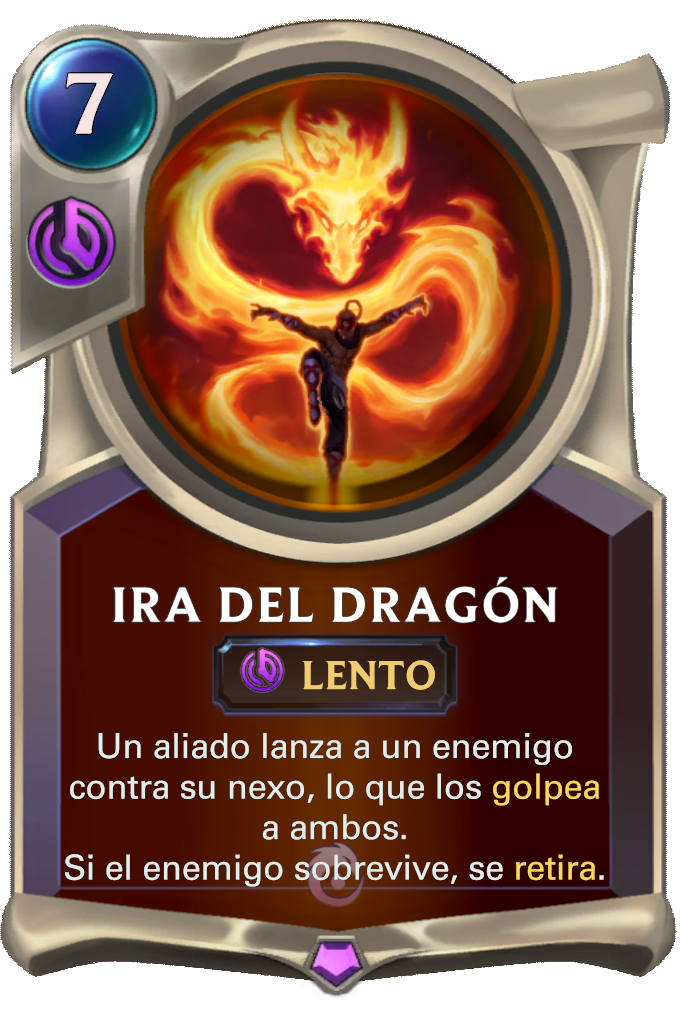 7
IRA DEL DRAGÓN
LENTO
Un aliado lanza a un enemigo
contra su nexo, lo que los golpea
a ambos.
Si el enemigo sobrevive, se retira.